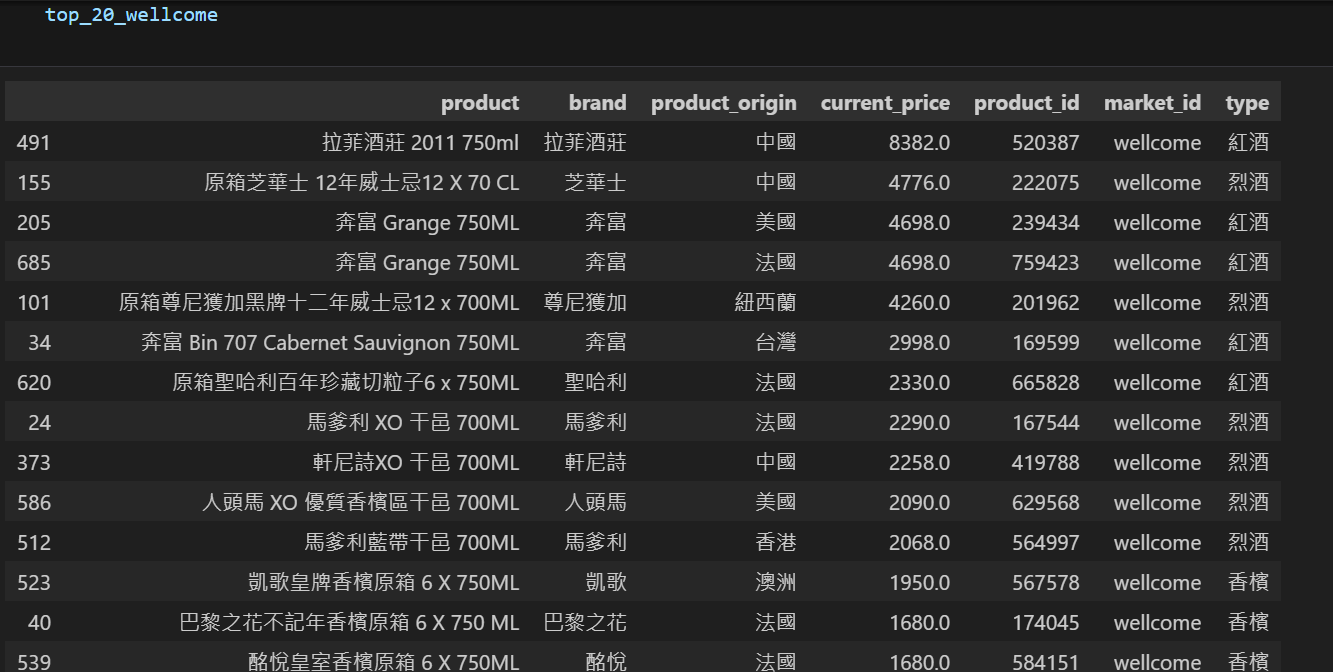 top_20_wellcome
product brand product_origin current_price product_id market_id type
491 拉菲酒莊 2011 750ml 拉菲酒莊 中國 8382.0 520387 wellcome 紅酒
155 原箱芝華士 12年威士忌12 X 70 CL 芝華士 中國 4776.0 222075 wellcome 烈酒
205 奔富 Grange 750ML 奔富 美國 4698.0 239434 wellcome 紅酒
685 奔富 Grange 750ML 奔富 法國 4698.0 759423 wellcome 紅酒
101 原箱尊尼獲加黑牌十二年威士忌12 x 700ML 尊尼獲加 紐西蘭 4260.0 201962 wellcome 烈酒
34 奔富 Bin 707 Cabernet Sauvignon 750ML 奔富 台灣 2998.0 169599 wellcome 紅酒
620 原箱聖哈利百年珍藏切粒子6 x 750ML 聖哈利 法國 2330.0 665828 wellcome 紅酒
24 馬爹利 XO 干邑 700ML 馬爹利 法國 2290.0 167544 wellcome 烈酒
373 軒尼詩XO 干邑 700ML 軒尼詩 中國 2258.0 419788 wellcome 烈酒
586 人頭馬 XO 優質香檳區干邑 700ML 人頭馬 美國 2090.0 629568 wellcome 烈酒
512 馬爹利藍帶干邑 700ML 馬爹利 香港 2068.0 564997 wellcome 烈酒
523 凱歌皇牌香檳原箱 6 X 750ML 凱歌 澳洲 1950.0 567578 wellcome 香檳
40 巴黎之花不記年香檳原箱 6 X 750 ML 巴黎之花 法國 1680.0 174045 wellcome 香檳
539 酩悅皇室香檳原箱 6 X 750ML 酩悅 法國 1680.0 584151 wellcome 香檳